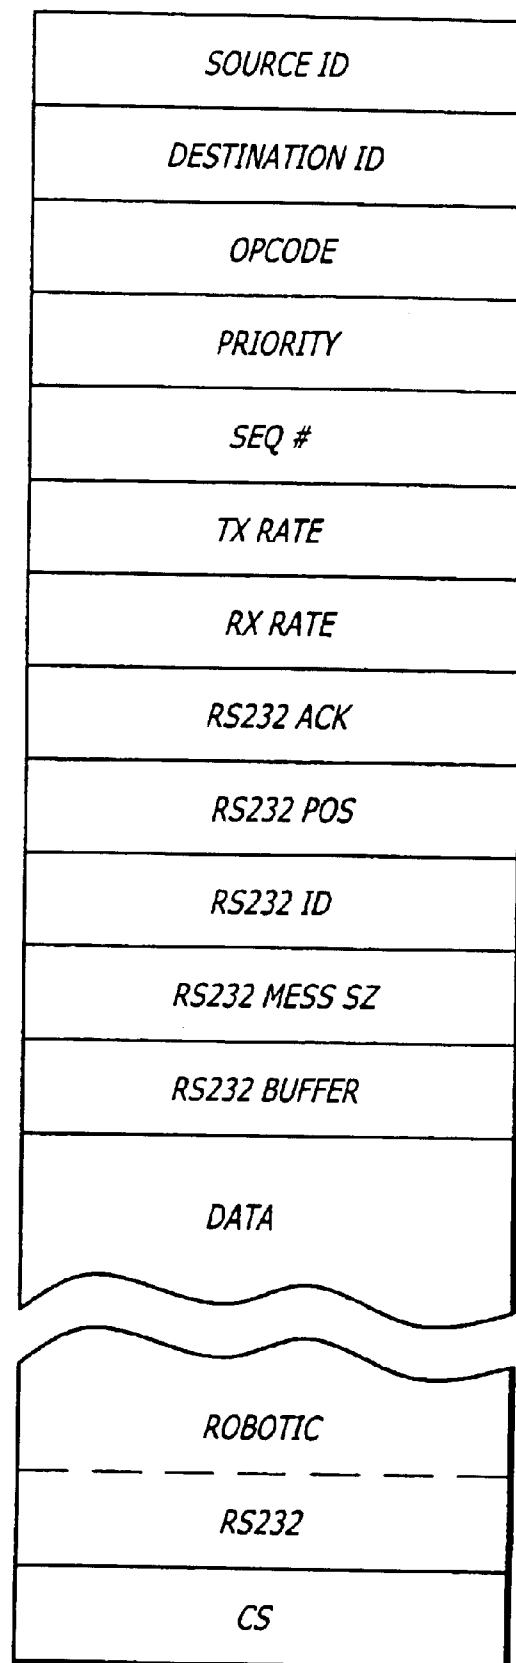 SOURCE ID
DESTINATION ID
OPCODE
PRIORITY
SEQ #
TX RATE
RX RATE
RS232 ACK
RS232 POS
RS232 ID
RS232 MESS SZ
RS232 BUFFER
DATA
ROBOTIC
RS232
CS